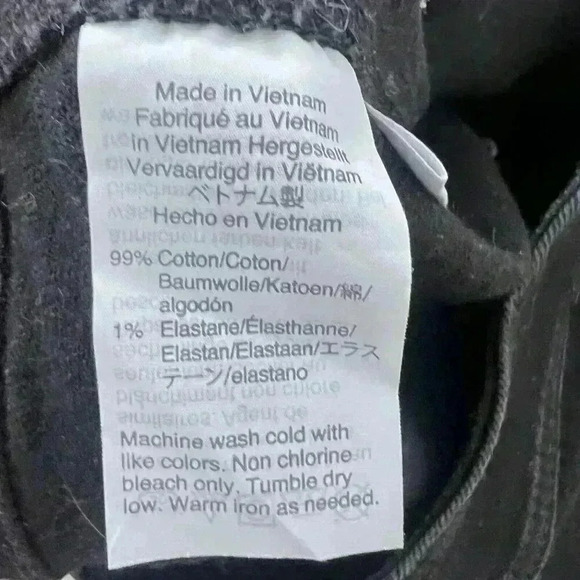 Made in Vietnam
Fabriqué au Vietnam
in Vietnam Hergestellt
Vervaardigd in Viëtnam
ベトナム製
Hecho en Vietnam
99% Cotton/Coton/
Baumwolle/Katoen/綿/
algodón
1% Elastane/Élasthanne/
Elastan/Elastaan/エラス
テーン/elastano
Machine wash cold with
like colors. Non chlorine
bleach only. Tumble dry
low. Warm iron as needed.